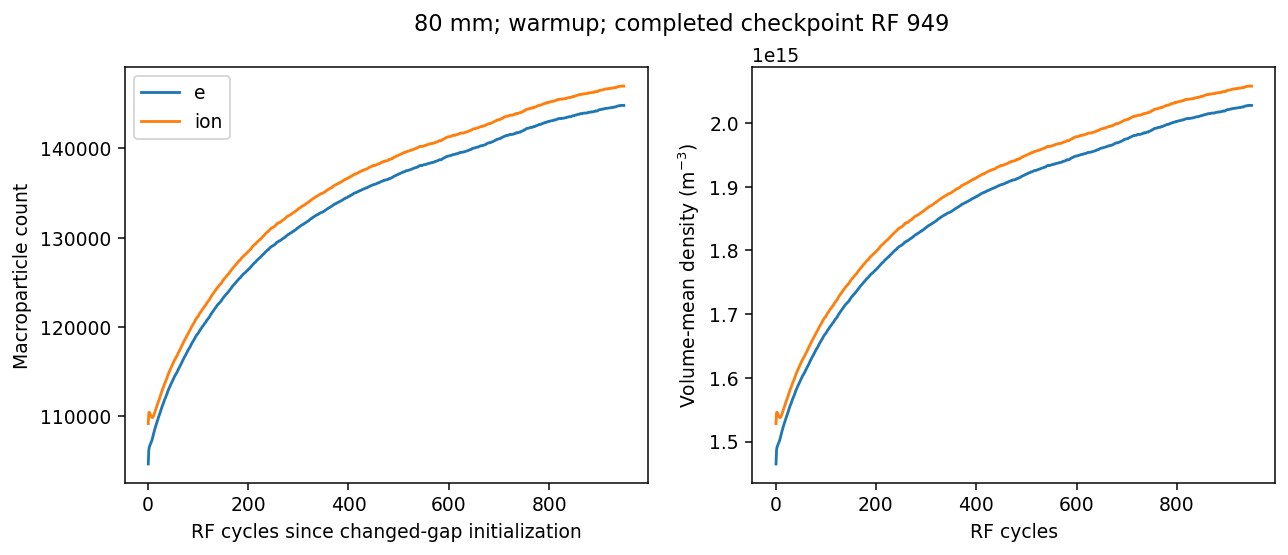 80 mm; warmup; completed checkpoint RF 949
Macroparticle count
140000
130000
120000
110000
e
ion
0 200 400 600 800
RF cycles since changed-gap initialization
1e15
Volume-mean density (m⁻³)
2.0
1.9
1.8
1.7
1.6
1.5
0 200 400 600 800
RF cycles